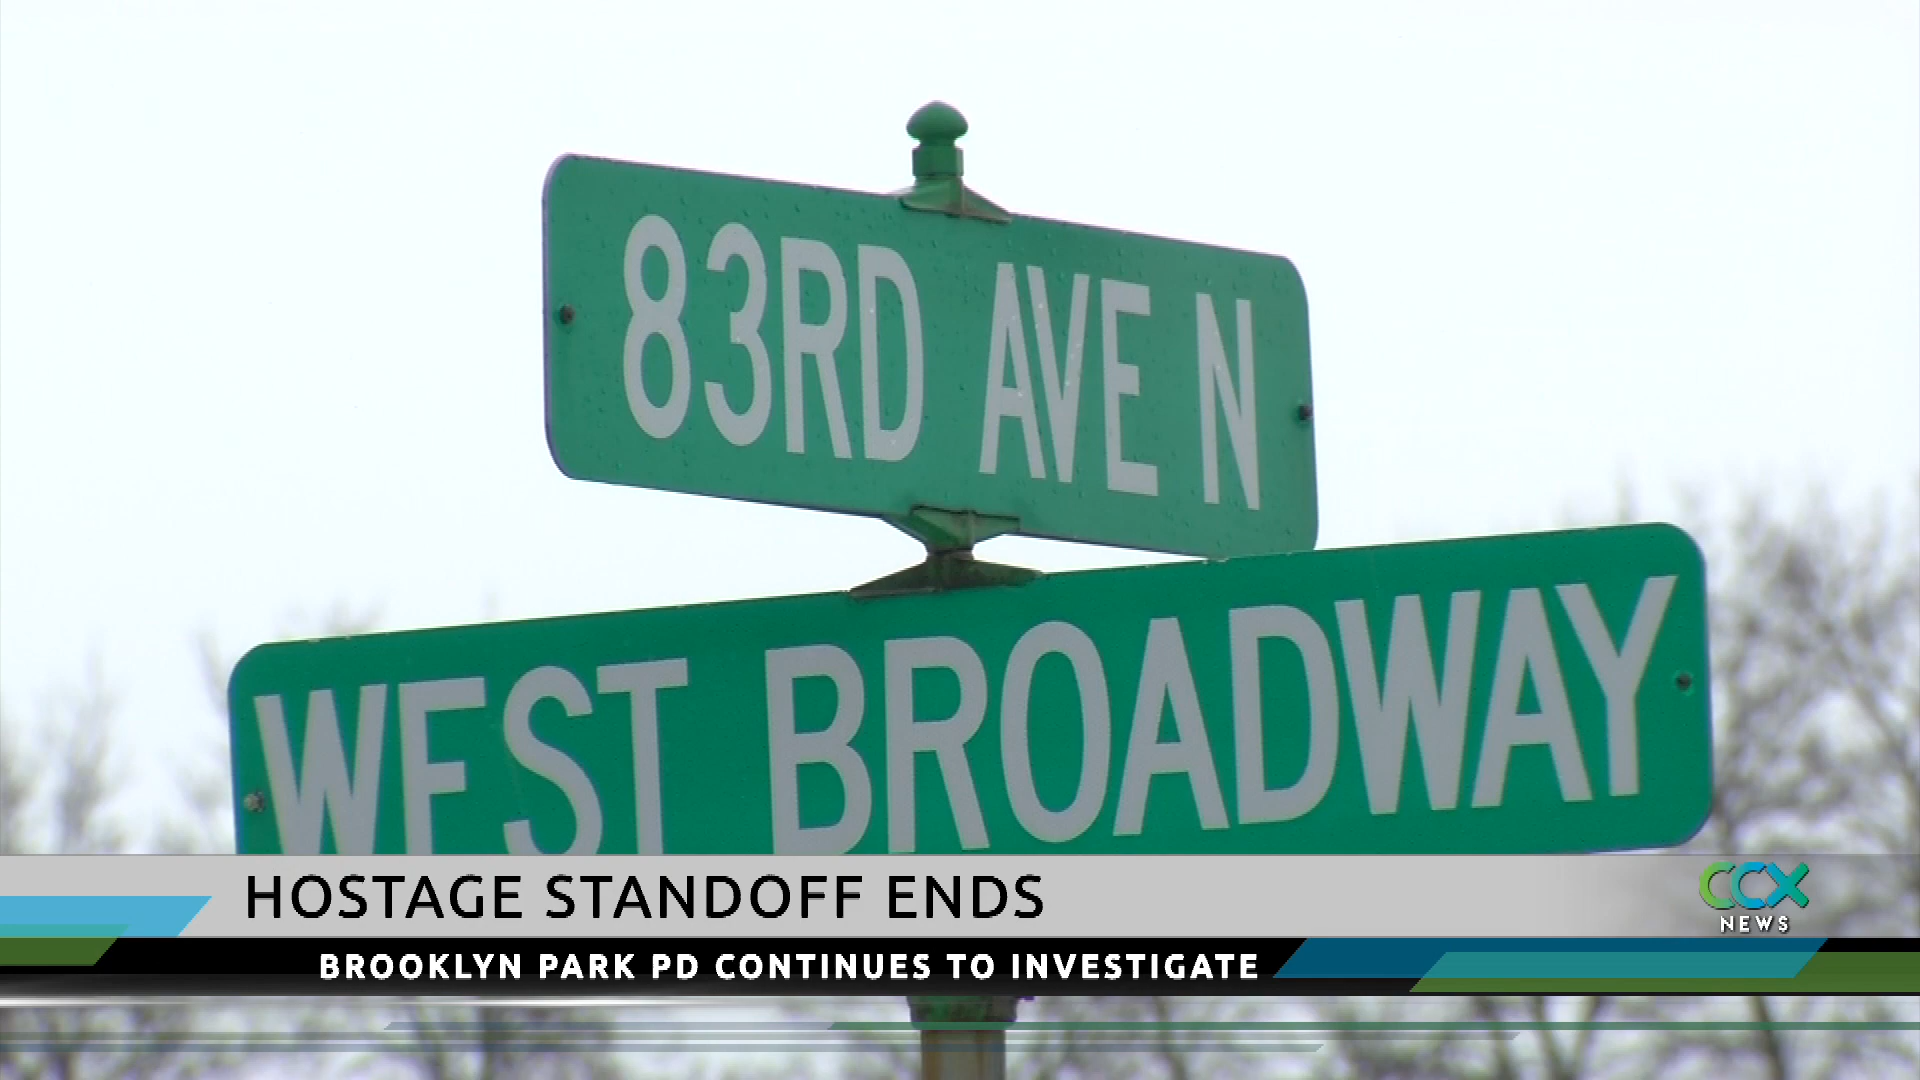 83RD AVE N
WEST BROADWAY
HOSTAGE STANDOFF ENDS
CCX
NEWS
BROOKLYN PARK PD CONTINUES TO INVESTIGATE